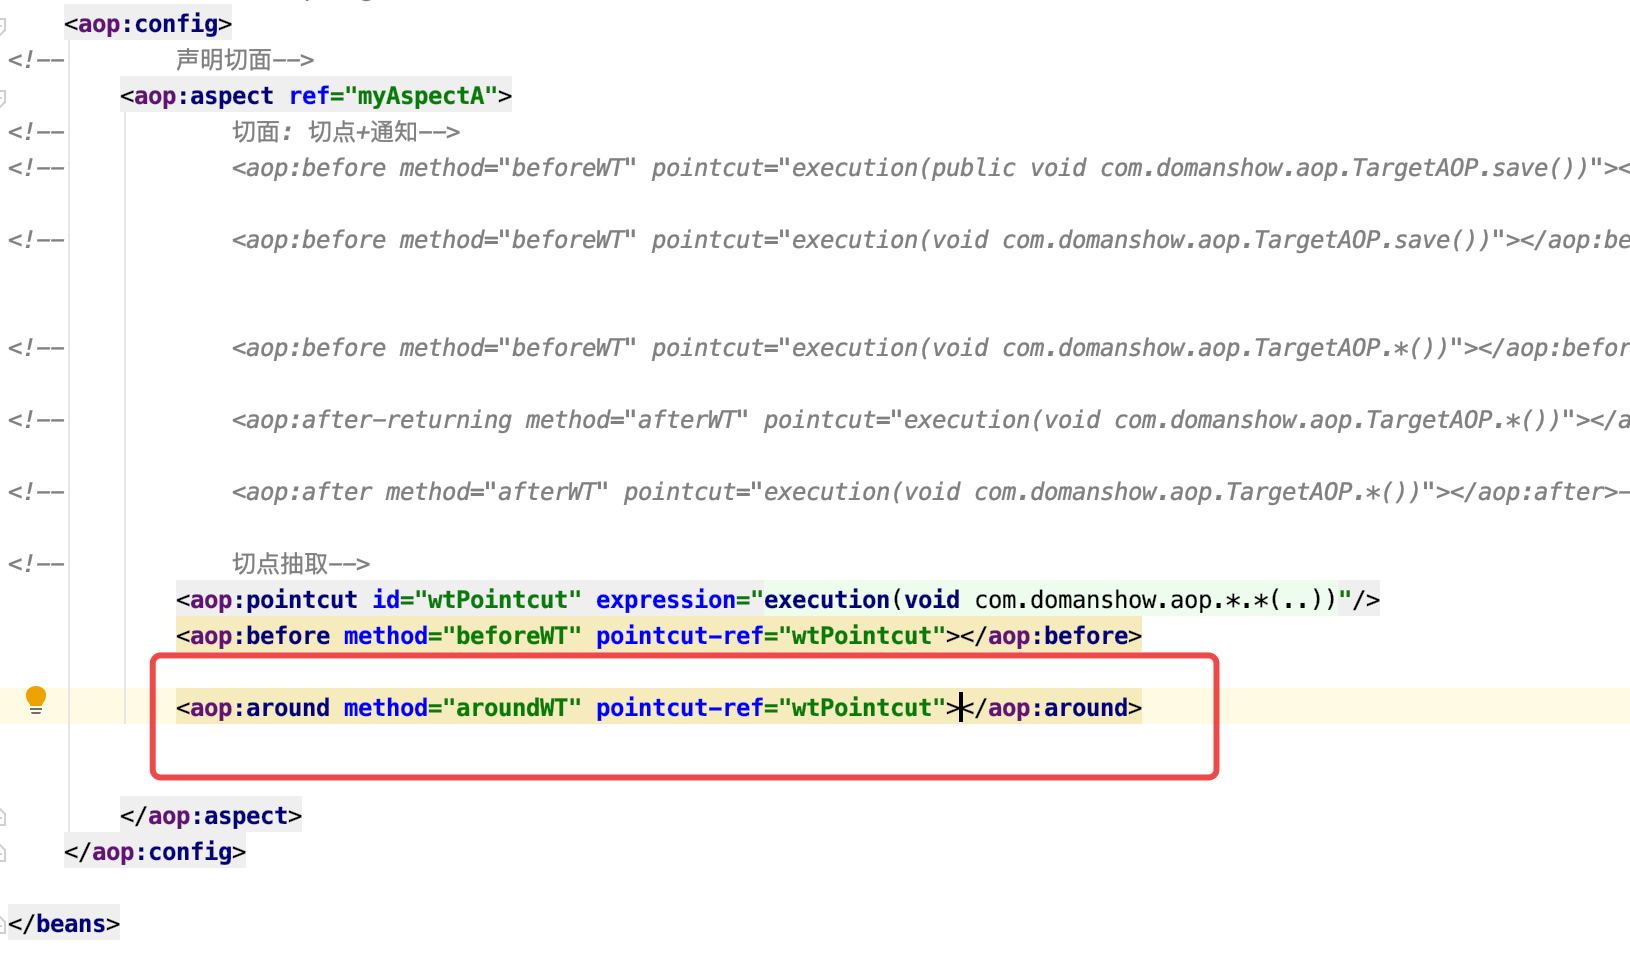 <aop:config>
<!--        声明切面-->
<aop:aspect ref="myAspectA">
<!--            切面: 切点+通知-->
<!--            <aop:before method="beforeWT" pointcut="execution(public void com.domanshow.aop.TargetAOP.save())"><
<!--            <aop:before method="beforeWT" pointcut="execution(void com.domanshow.aop.TargetAOP.save())"></aop:be
<!--            <aop:before method="beforeWT" pointcut="execution(void com.domanshow.aop.TargetAOP.*())"></aop:befor
<!--            <aop:after-returning method="afterWT" pointcut="execution(void com.domanshow.aop.TargetAOP.*())"></a
<!--            <aop:after method="afterWT" pointcut="execution(void com.domanshow.aop.TargetAOP.*())"></aop:after>-
<!--            切点抽取-->
<aop:pointcut id="wtPointcut" expression="execution(void com.domanshow.aop.*.*(..))"/>
<aop:before method="beforeWT" pointcut-ref="wtPointcut"></aop:before>
<aop:around method="aroundWT" pointcut-ref="wtPointcut"></aop:around>
</aop:aspect>
</aop:config>
</beans>